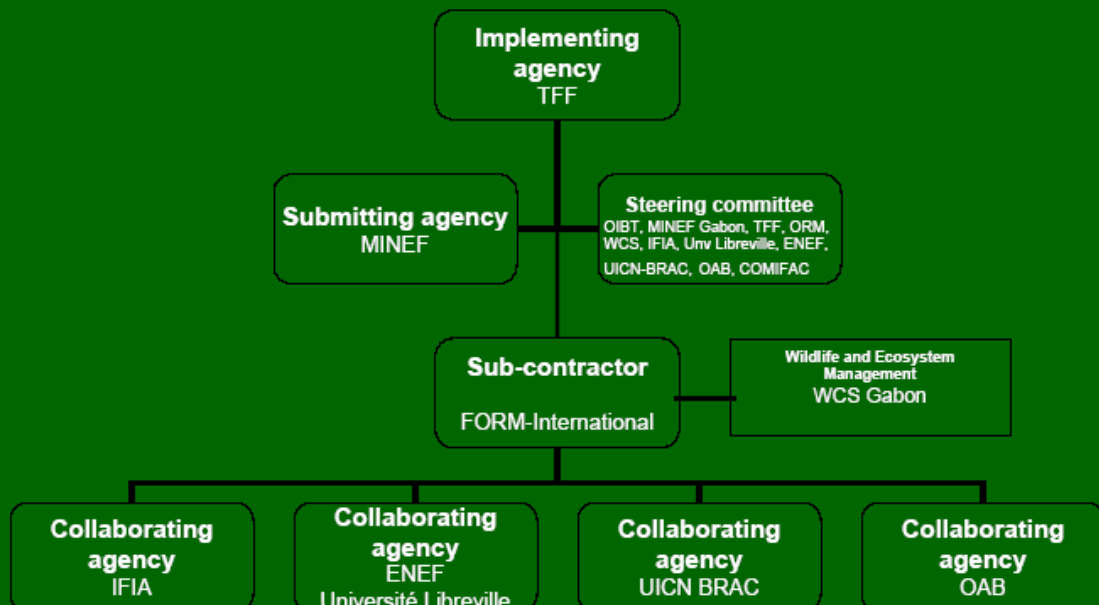 Implementing
agency
TFF
Submitting agency
MINEF
Steering committee
OIBT, MINEF Gabon, TFF, ORM,
WCS, IFIA, Unv Libreville, ENEF,
UICN-BRAC, OAB, COMIFAC
Sub-contractor
FORM-International
Wildlife and Ecosystem
Management
WCS Gabon
Collaborating
agency
IFIA
Collaborating
agency
ENEF
Université Libreville
Collaborating
agency
UICN BRAC
Collaborating
agency
OAB